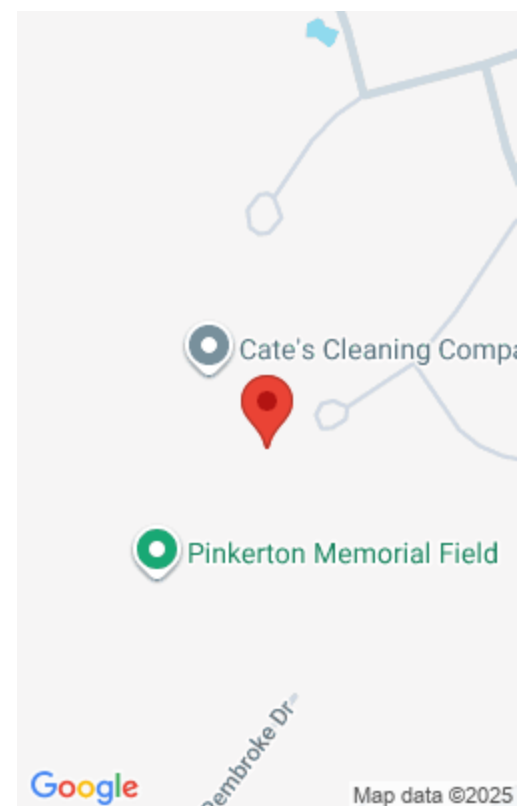 Cate's Cleaning Compa
Pinkerton Memorial Field
Pembroke Dr
Google
Map data ©2025